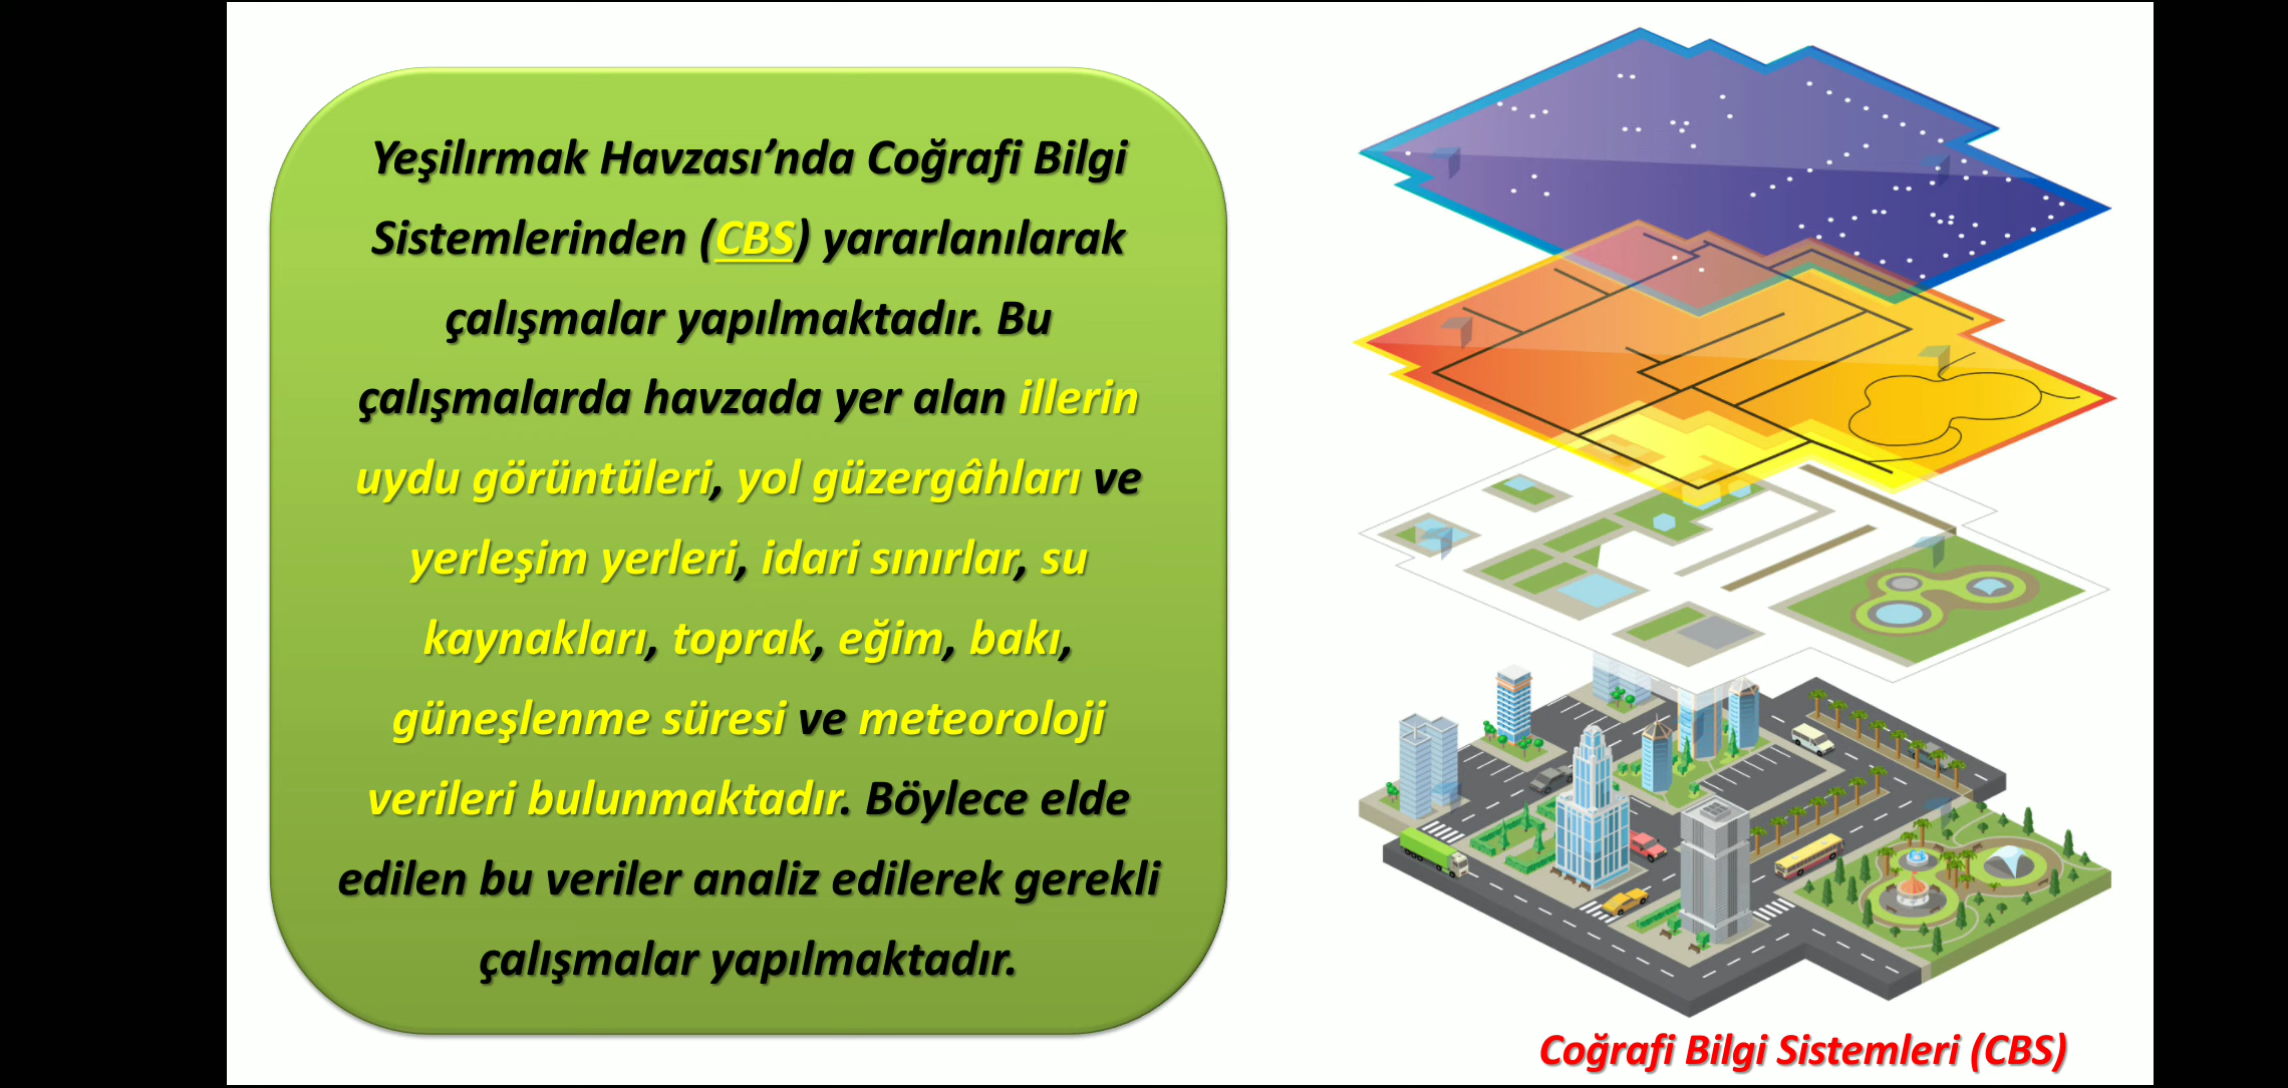 Yeşilırmak Havzası’nda Coğrafi Bilgi
Sistemlerinden (CBS) yararlanılarak
çalışmalar yapılmaktadır. Bu
çalışmalarda havzada yer alan illerin
uydu görüntüleri, yol güzergâhları ve
yerleşim yerleri, idari sınırlar, su
kaynakları, toprak, eğim, bakı,
güneşlenme süresi ve meteoroloji
verileri bulunmaktadır. Böylece elde
edilen bu veriler analiz edilerek gerekli
çalışmalar yapılmaktadır.
Coğrafi Bilgi Sistemleri (CBS)